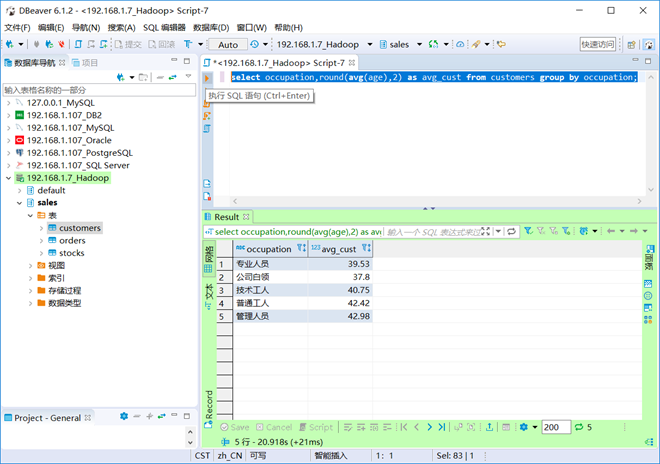 DBeaver 6.1.2 - <192.168.1.7_Hadoop> Script-7
文件(F) 编辑(E) 导航(N) 搜索(A) SQL 编辑器 数据库(D) 窗口(W) 帮助(H)
提交 回滚 Auto 192.168.1.7_Hadoop sales 快速访问
数据库导航 项目
输入表格名称的一部分
127.0.0.1_MySQL
192.168.1.107_DB2
192.168.1.107_MySQL
192.168.1.107_Oracle
192.168.1.107_PostgreSQL
192.168.1.107_SQL Server
192.168.1.7_Hadoop
default
sales
表
customers
orders
stocks
视图
索引
存储过程
数据类型
Project - General
*<192.168.1.7_Hadoop> Script-7
select occupation,round(avg(age),2) as avg_cust from customers group by occupation;
执行 SQL 语句 (Ctrl+Enter)
Result
select occupation,round(avg(age),2) as av 输入一个 SQL 表达式来过
网格
文本
Record
面板
occupation avg_cust
1 专业人员 39.53
2 公司白领 37.8
3 技术工人 40.75
4 普通工人 42.42
5 管理人员 42.98
Save Cancel Script 200 5
5 行 - 20.918s (+21ms)
CST zh_CN 可写 智能插入 1: 1 Sel: 83 | 1